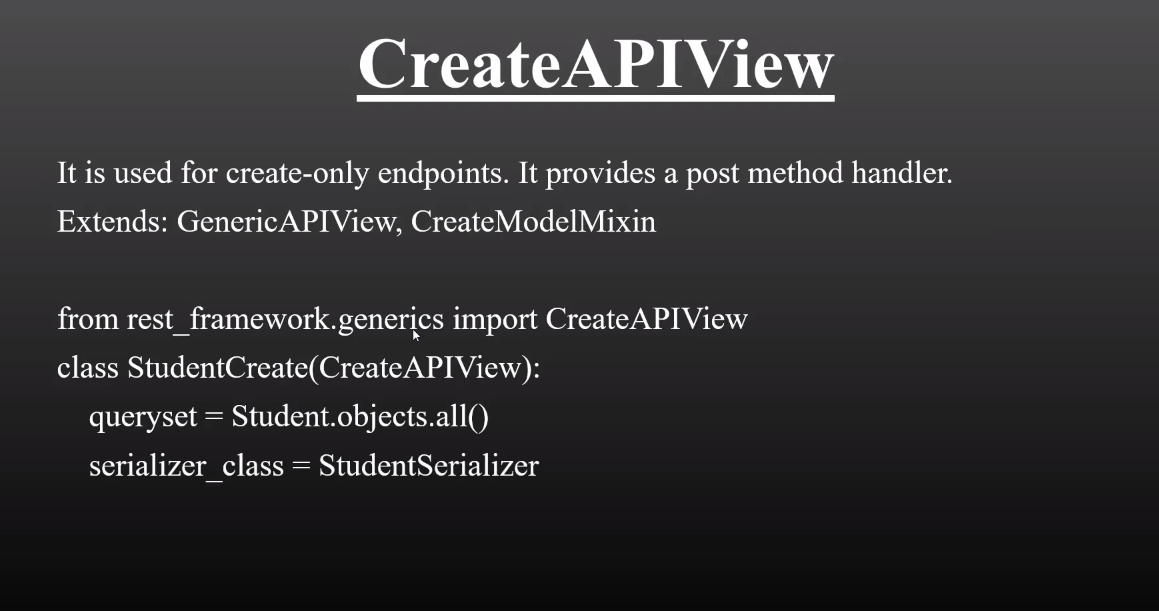 CreateAPIView
It is used for create-only endpoints. It provides a post method handler.
Extends: GenericAPIView, CreateModelMixin
from rest_framework.generics import CreateAPIView
class StudentCreate(CreateAPIView):
    queryset = Student.objects.all()
    serializer_class = StudentSerializer